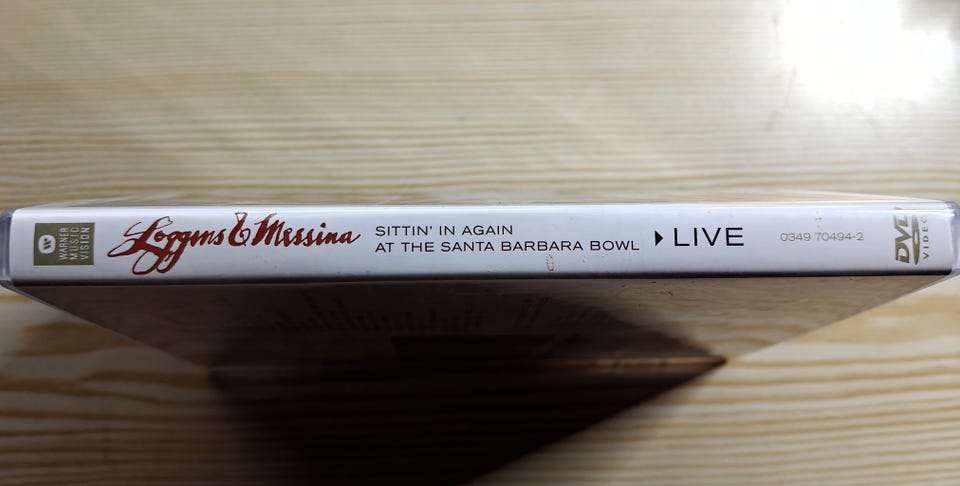 WARNER
MUSIC
VISION
Loggins & Messina
SITTIN' IN AGAIN
AT THE SANTA BARBARA BOWL
LIVE
0349 70494-2
DVD
VIDEO